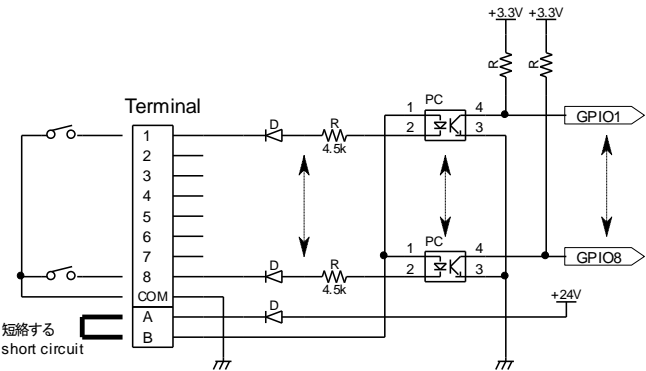 +3.3V +3.3V
R R
Terminal
1 PC 4
2 3
GPIO1
D R
4.5k
1
2
3
4
5
6
7
8
COM
A
B
1 PC 4
2 3
GPIO8
D R
4.5k
D
+24V
短絡する
short circuit